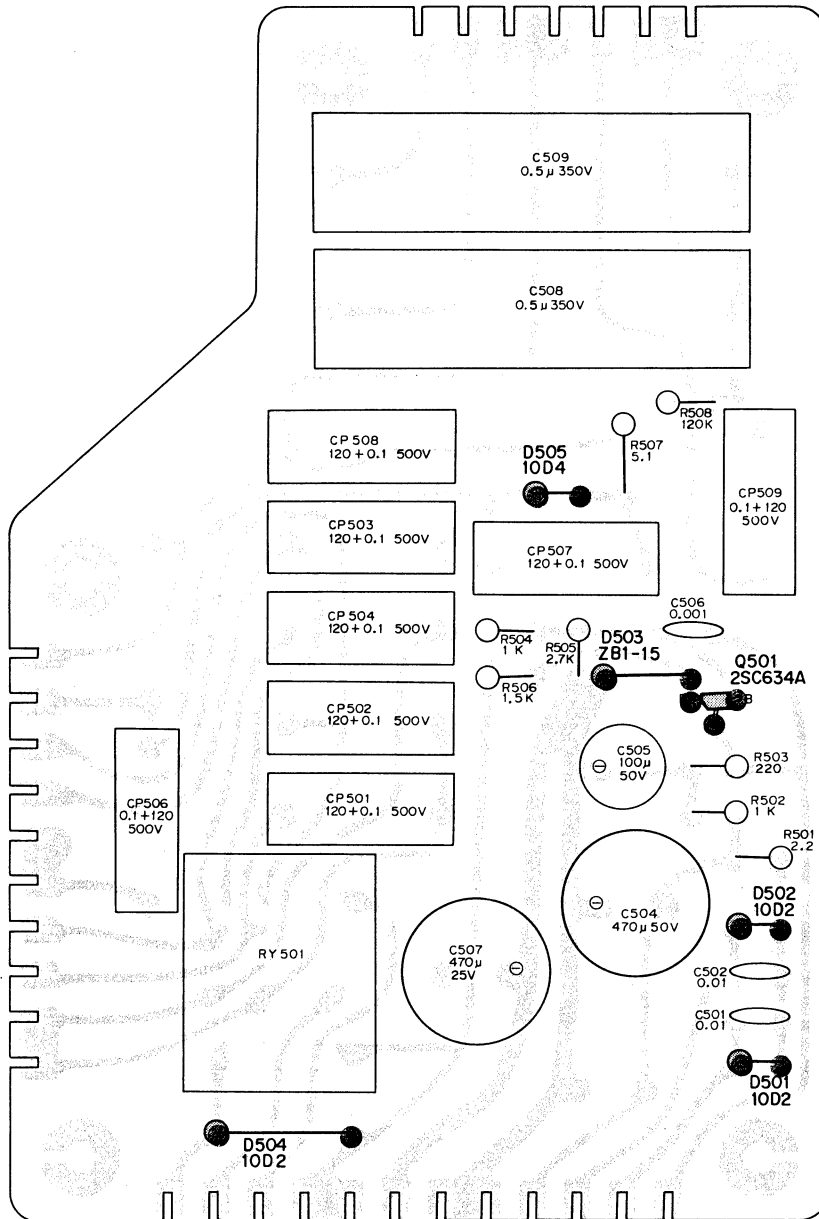 C509
0.5μ 350V
C508
0.5μ 350V
R508
120K
R507
5.1
CP508
120+0.1 500V
D505
10D4
CP509
0.1+120
500V
CP503
120+0.1 500V
CP507
120+0.1 500V
C506
0.001
CP504
120+0.1 500V
R504
1 K
R505
2.7K
D503
ZB1-15
R506
1.5K
Q501
2SC634A
B
CP502
120+0.1 500V
C505
100μ
50V
R503
220
CP506
0.1+120
500V
CP501
120+0.1 500V
R502
1 K
R501
2.2
D502
10D2
C504
470μ 50V
RY501
C507
470μ
25V
C502
0.01
C501
0.01
D501
10D2
D504
10D2